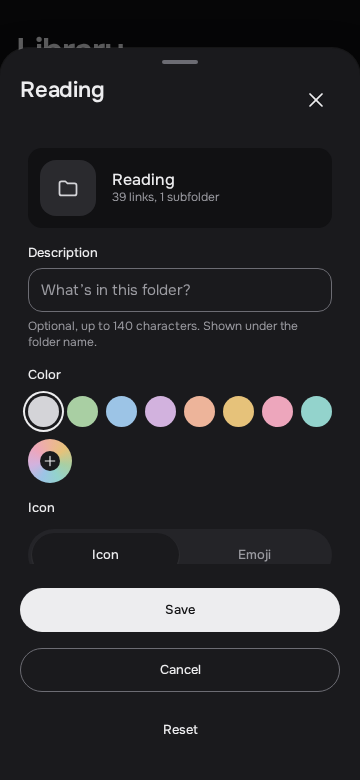 Library
Reading
Reading
39 links, 1 subfolder
Description
What's in this folder?
Optional, up to 140 characters. Shown under the
folder name.
Color
Icon
Icon
Emoji
Save
Cancel
Reset